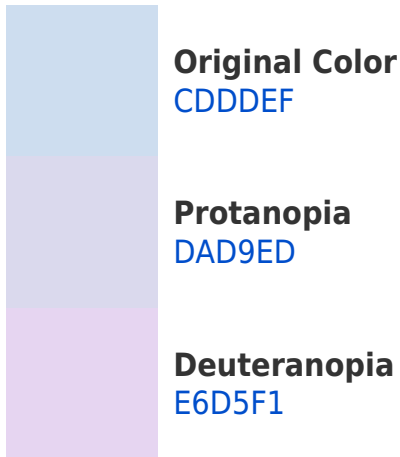 Original Color
CDDDEF
Protanopia
DAD9ED
Deuteranopia
E6D5F1